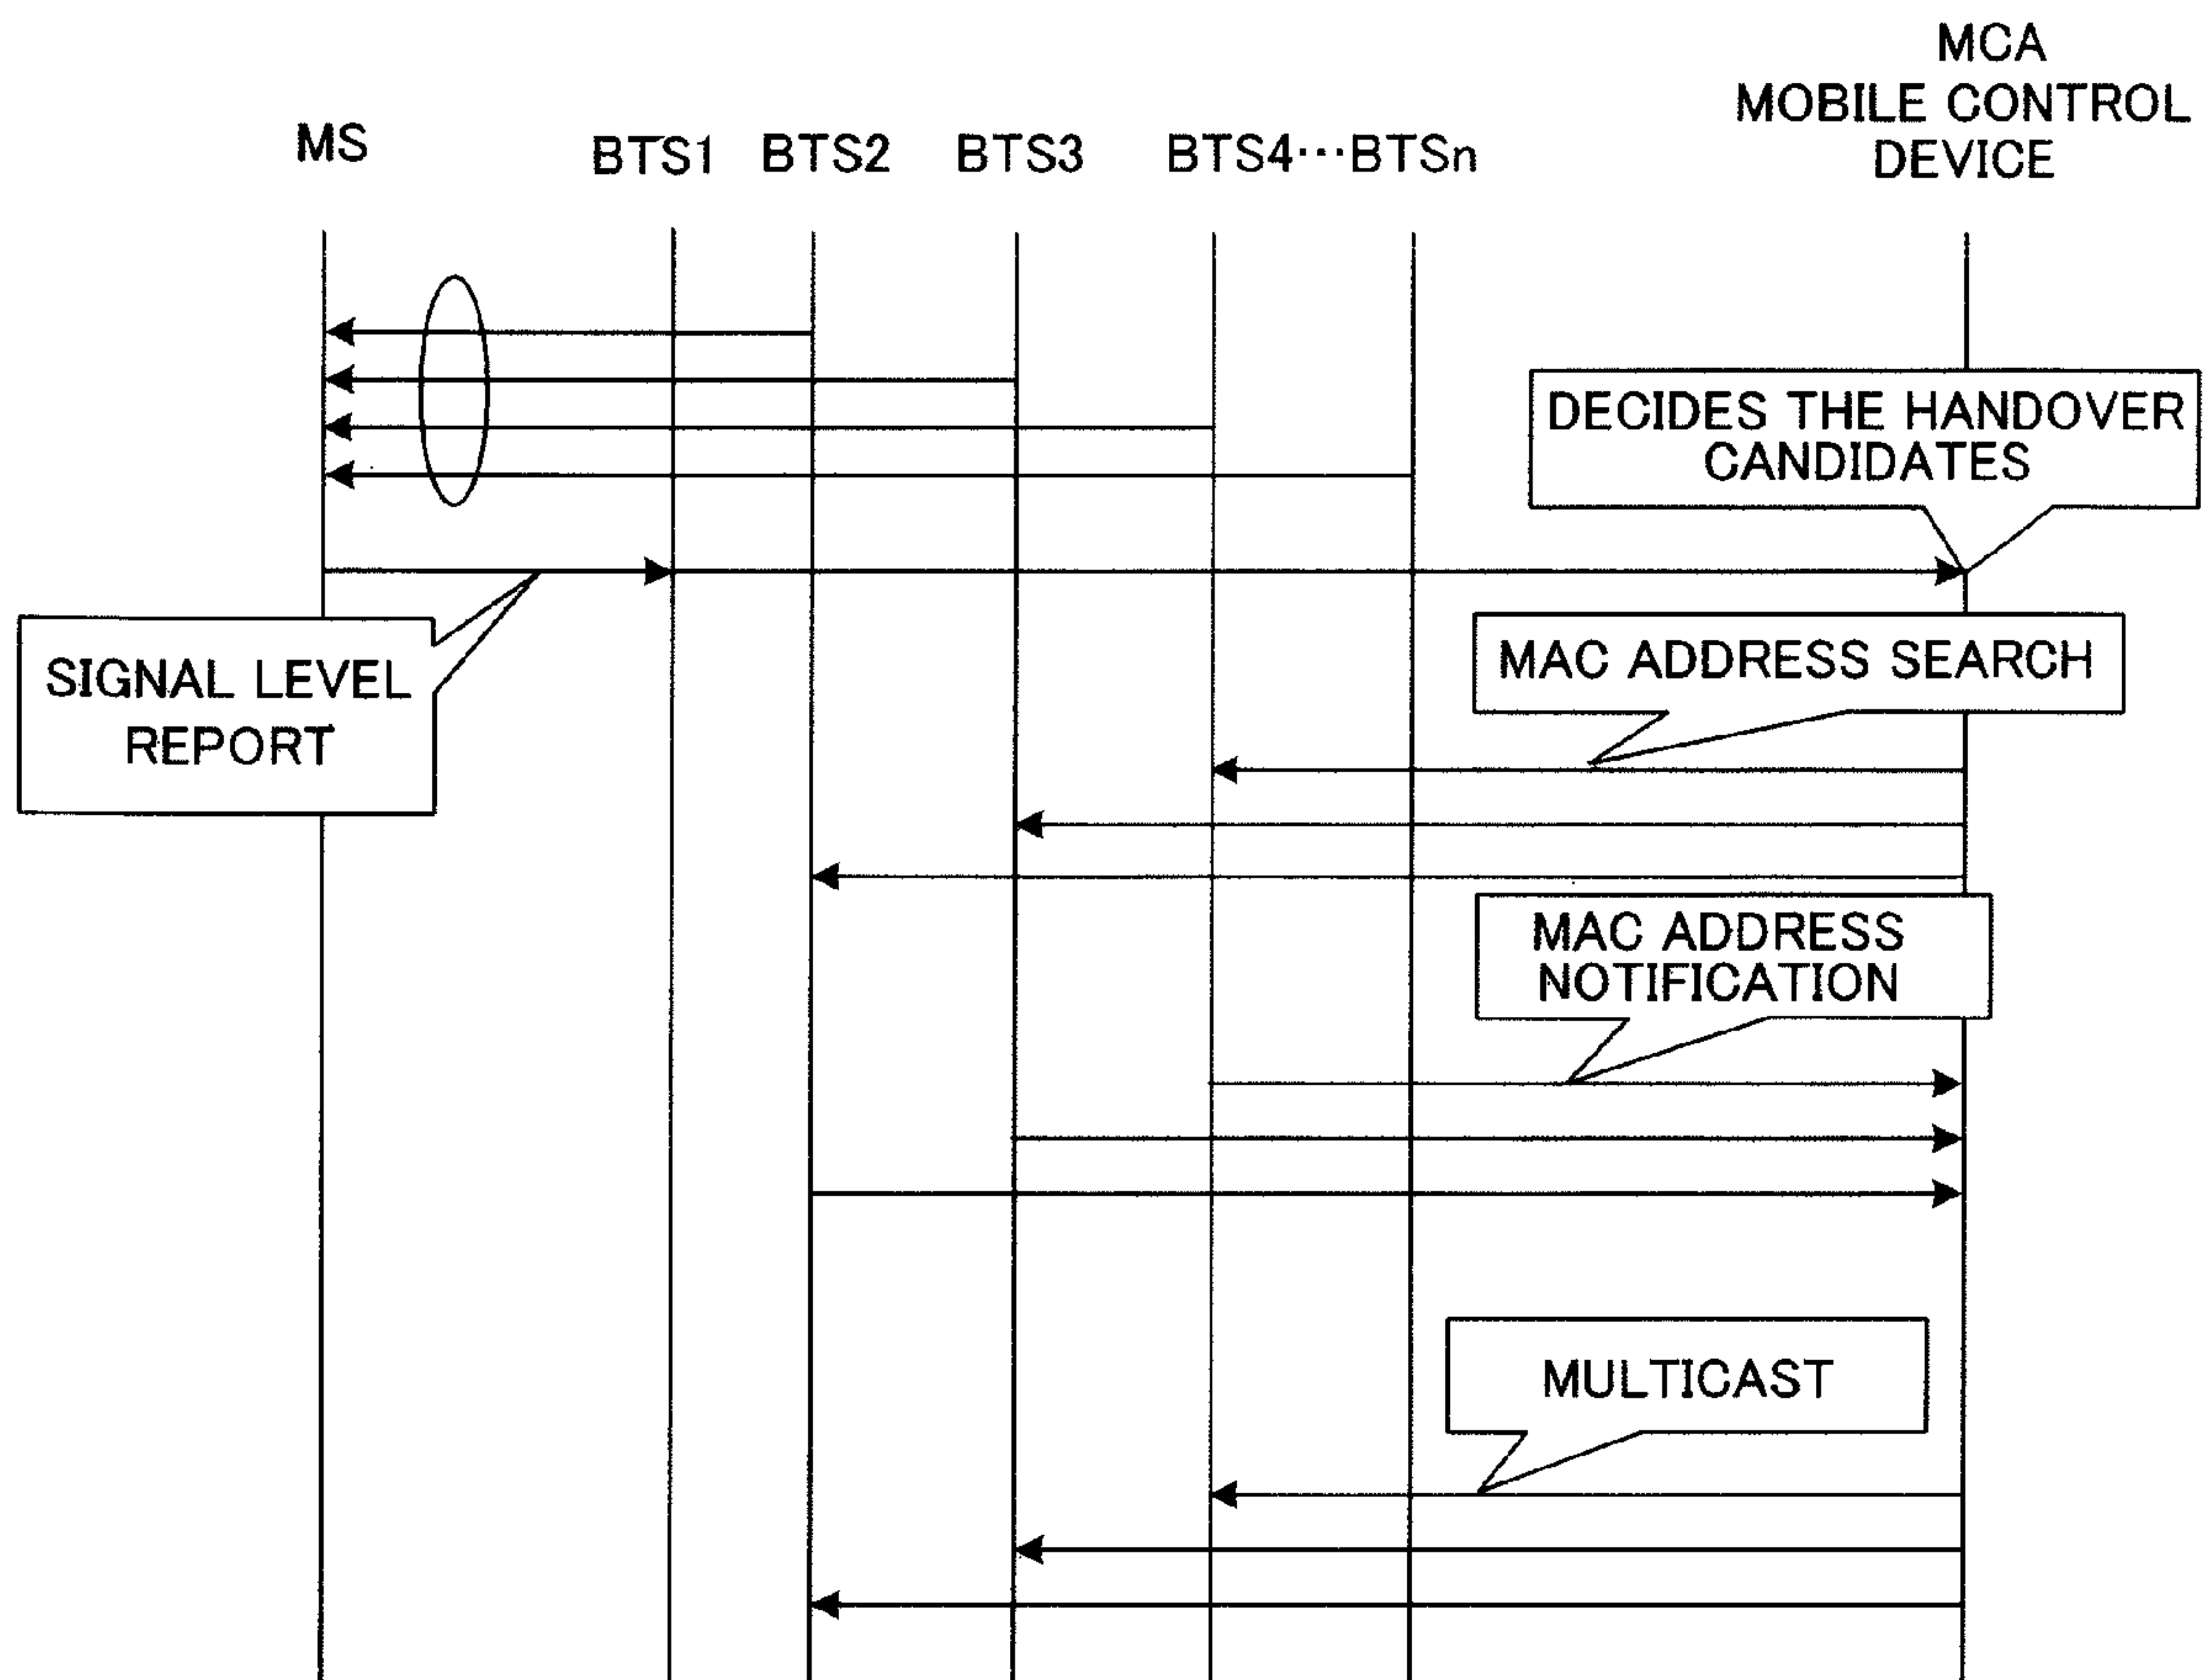 MCA
MOBILE CONTROL
DEVICE
MS
BTS1
BTS2
BTS3
BTS4···BTSn
DECIDES THE HANDOVER
CANDIDATES
SIGNAL LEVEL
REPORT
MAC ADDRESS SEARCH
MAC ADDRESS
NOTIFICATION
MULTICAST